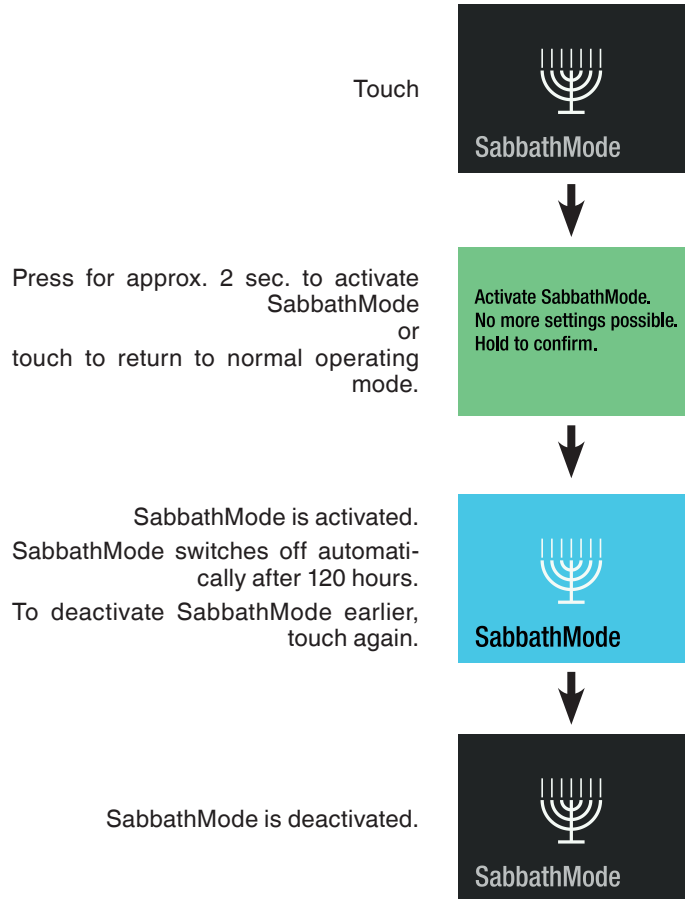 Touch
SabbathMode
Press for approx. 2 sec. to activate
SabbathMode
or
touch to return to normal operating
mode.
Activate SabbathMode.
No more settings possible.
Hold to confirm.
SabbathMode is activated.
SabbathMode switches off automati-
cally after 120 hours.
To deactivate SabbathMode earlier,
touch again.
SabbathMode
SabbathMode is deactivated.
SabbathMode